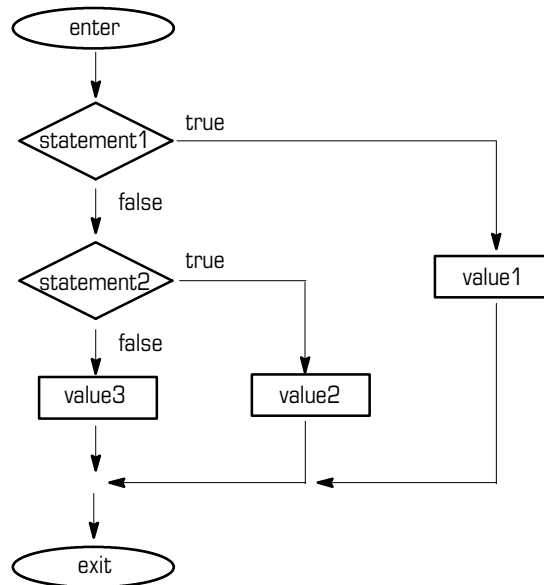 enter
true
statement1
false
true
statement2
value1
false
value3
value2
exit